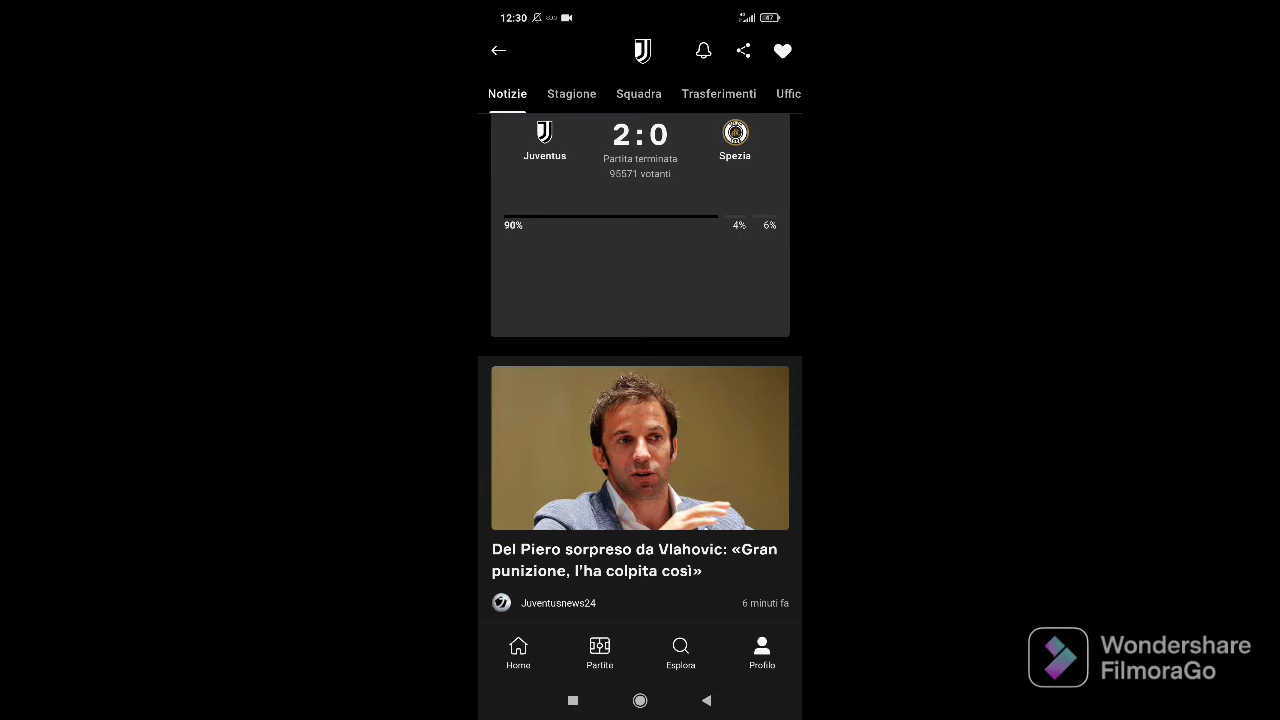 12:30
47
Notizie Stagione Squadra Trasferimenti Uffic
2:0
Juventus
Spezia
Partita terminata
95571 votanti
90% 4% 6%
Del Piero sorpreso da Vlahovic: «Gran
punizione, l'ha colpita così»
Juventusnews24 6 minuti fa
Home Partite Esplora Profilo
Wondershare
FilmoraGo